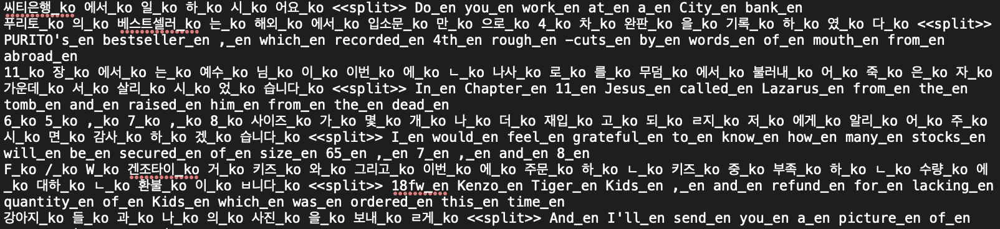 씨티은행_ko 에서_ko 일_ko 하_ko 시_ko 어요_ko <<split>> Do_en you_en work_en at_en a_en City_en bank_en
푸리토_ko 의_ko 베스트셀러_ko 는_ko 해외_ko 에서_ko 입소문_ko 만_ko 으로_ko 4_ko 차_ko 완판_ko 을_ko 기록_ko 하_ko 였_ko 다_ko <<split>>
PURITO's_en bestseller_en ,_en which_en recorded_en 4th_en rough_en -cuts_en by_en words_en of_en mouth_en from_en
abroad_en
11_ko 장_ko 에서_ko 는_ko 예수_ko 님_ko 이_ko 이번_ko 에_ko ㄴ_ko 나사_ko 로_ko 를_ko 무덤_ko 에서_ko 불러내_ko 어_ko 죽_ko 은_ko 자_ko
가운데_ko 서_ko 살리_ko 시_ko 었_ko 습니다_ko <<split>> In_en Chapter_en 11_en Jesus_en called_en Lazarus_en from_en the_en
tomb_en and_en raised_en him_en from_en the_en dead_en
6_ko 5_ko ,_ko 7_ko ,_ko 8_ko 사이즈_ko 가_ko 몇_ko 개_ko 나_ko 더_ko 재입_ko 고_ko 되_ko ㄹ지_ko 저_ko 에게_ko 알리_ko 어_ko 주_ko
시_ko 면_ko 감사_ko 하_ko 겠_ko 습니다_ko <<split>> I_en would_en feel_en grateful_en to_en know_en how_en many_en stocks_en
will_en be_en secured_en of_en size_en 65_en ,_en 7_en ,_en and_en 8_en
F_ko /_ko W_ko 겐조타이_ko 거_ko 키즈_ko 와_ko 그리고_ko 이번_ko 에_ko 주문_ko 하_ko ㄴ_ko 키즈_ko 중_ko 부족_ko 하_ko ㄴ_ko 수량_ko 에
_ko 대하_ko ㄴ_ko 환불_ko 이_ko ㅂ니다_ko <<split>> 18fw_en Kenzo_en Tiger_en Kids_en ,_en and_en refund_en for_en lacking_en
quantity_en of_en Kids_en which_en was_en ordered_en this_en time_en
강아지_ko 들_ko 과_ko 나_ko 의_ko 사진_ko 을_ko 보내_ko ㄹ게_ko <<split>> And_en I'll_en send_en you_en a_en picture_en of_en